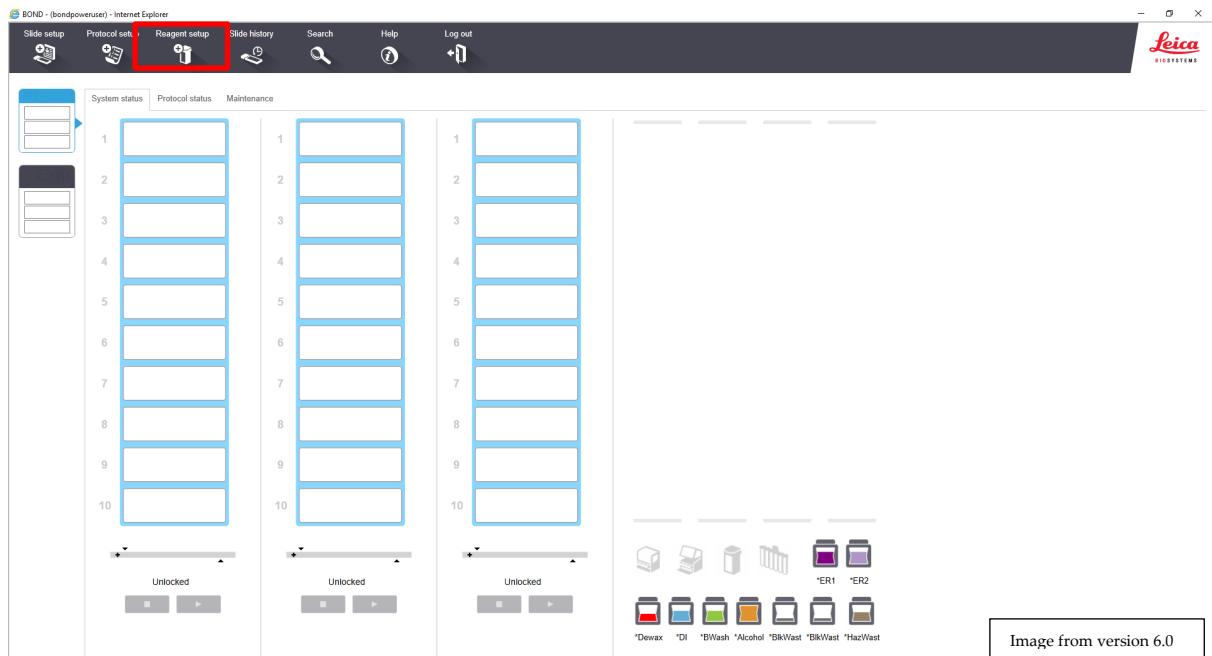 BOND - (bondpoweruser) - Internet Explorer
Slide setup Protocol setup Reagent setup Slide history Search Help Log out
Leica
BIOSYSTEMS
System status Protocol status Maintenance
1 1 1
2 2 2
3 3 3
4 4 4
5 5 5
6 6 6
7 7 7
8 8 8
9 9 9
10 10 10
Unlocked Unlocked Unlocked
*ER1 *ER2
*Dewax *DI *BWash *Alcohol *BlkWast *BlkWast *HazWast
Image from version 6.0